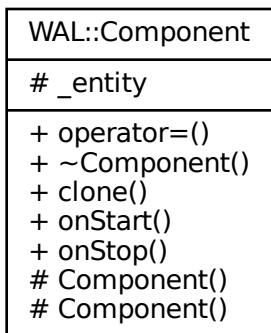 WAL::Component
# _entity
+ operator=()
+ ~Component()
+ clone()
+ onStart()
+ onStop()
# Component()
# Component()